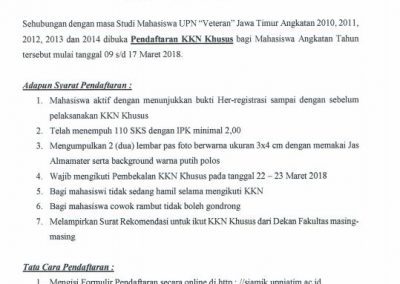 Sehubungan dengan masa Studi Mahasiswa UPN "Veteran" Jawa Timur Angkatan 2010, 2011,
2012, 2013 dan 2014 dibuka Pendaftaran KKN Khusus bagi Mahasiswa Angkatan Tahun
tersebut mulai tanggal 09 s/d 17 Maret 2018.
Adapun Syarat Pendaftaran :
1. Mahasiswa aktif dengan menunjukkan bukti Her-registrasi sampai dengan sebelum
pelaksanakan KKN Khusus
2. Telah menempuh 110 SKS dengan IPK minimal 2,00
3. Mengumpulkan 2 (dua) lembar pas foto berwarna ukuran 3x4 cm dengan memakai Jas
Almamater serta background warna putih polos
4. Wajib mengikuti Pembekalan KKN Khusus pada tanggal 22 – 23 Maret 2018
5. Bagi mahasiswi tidak sedang hamil selama mengikuti KKN
6. Bagi mahasiswa cowok rambut tidak boleh gondrong
7. Melampirkan Surat Rekomendasi untuk ikut KKN Khusus dari Dekan Fakultas masing-
masing
Tata Cara Pendaftaran :
1. Mengisi Formulir Pendaftaran secara online di http : //siamik.upnjatim.ac.id